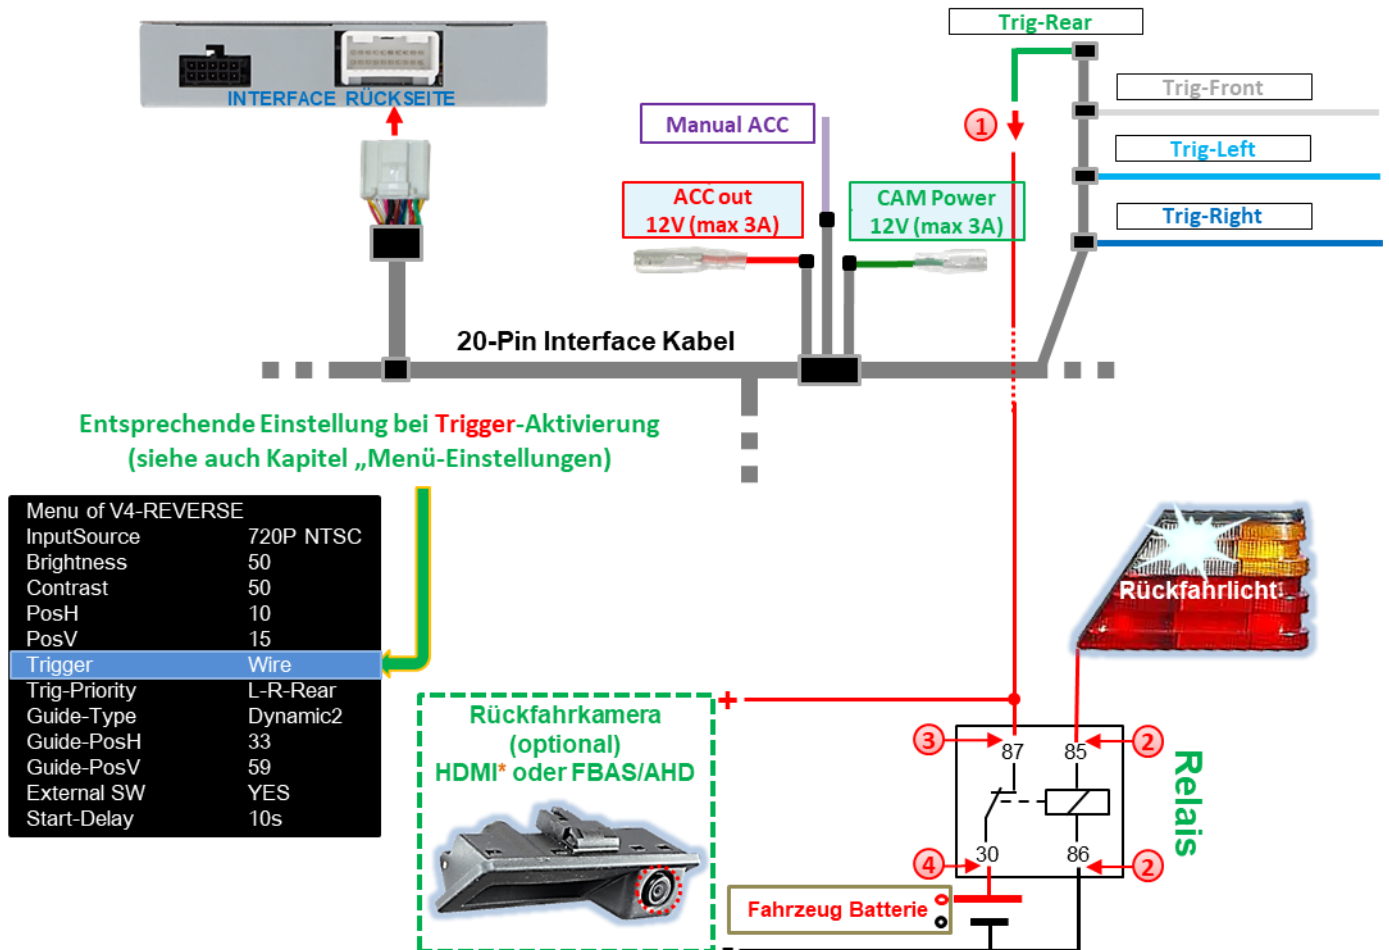 Trig-Rear
INTERFACE RÜCKSEITE
Trig-Front
Manual ACC
1
Trig-Left
ACC out
12V (max 3A)
CAM Power
12V (max 3A)
Trig-Right
20-Pin Interface Kabel
Entsprechende Einstellung bei Trigger-Aktivierung
(siehe auch Kapitel „Menü-Einstellungen)
Menu of V4-REVERSE
InputSource 720P NTSC
Brightness 50
Contrast 50
PosH 10
PosV 15
Trigger Wire
Trig-Priority L-R-Rear
Guide-Type Dynamic2
Guide-PosH 33
Guide-PosV 59
External SW YES
Start-Delay 10s
Rückfahrlicht
+
Rückfahrkamera
(optional)
HDMI* oder FBAS/AHD
3
87
85
2
Relais
4
30
86
2
Fahrzeug Batterie
-